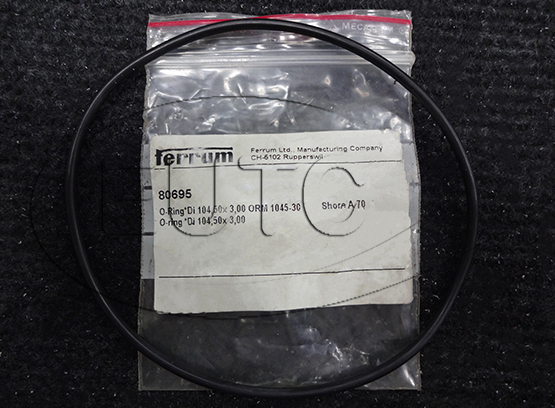 MECA
ferrum
Ferrum Ltd., Manufacturing Company
CH-5102 Rupperswil
80695
O-Ring*Di 104,50x 3,00 ORM 1045-30 Shore A 70
O-ring *Di 104,50x 3,00
UTC